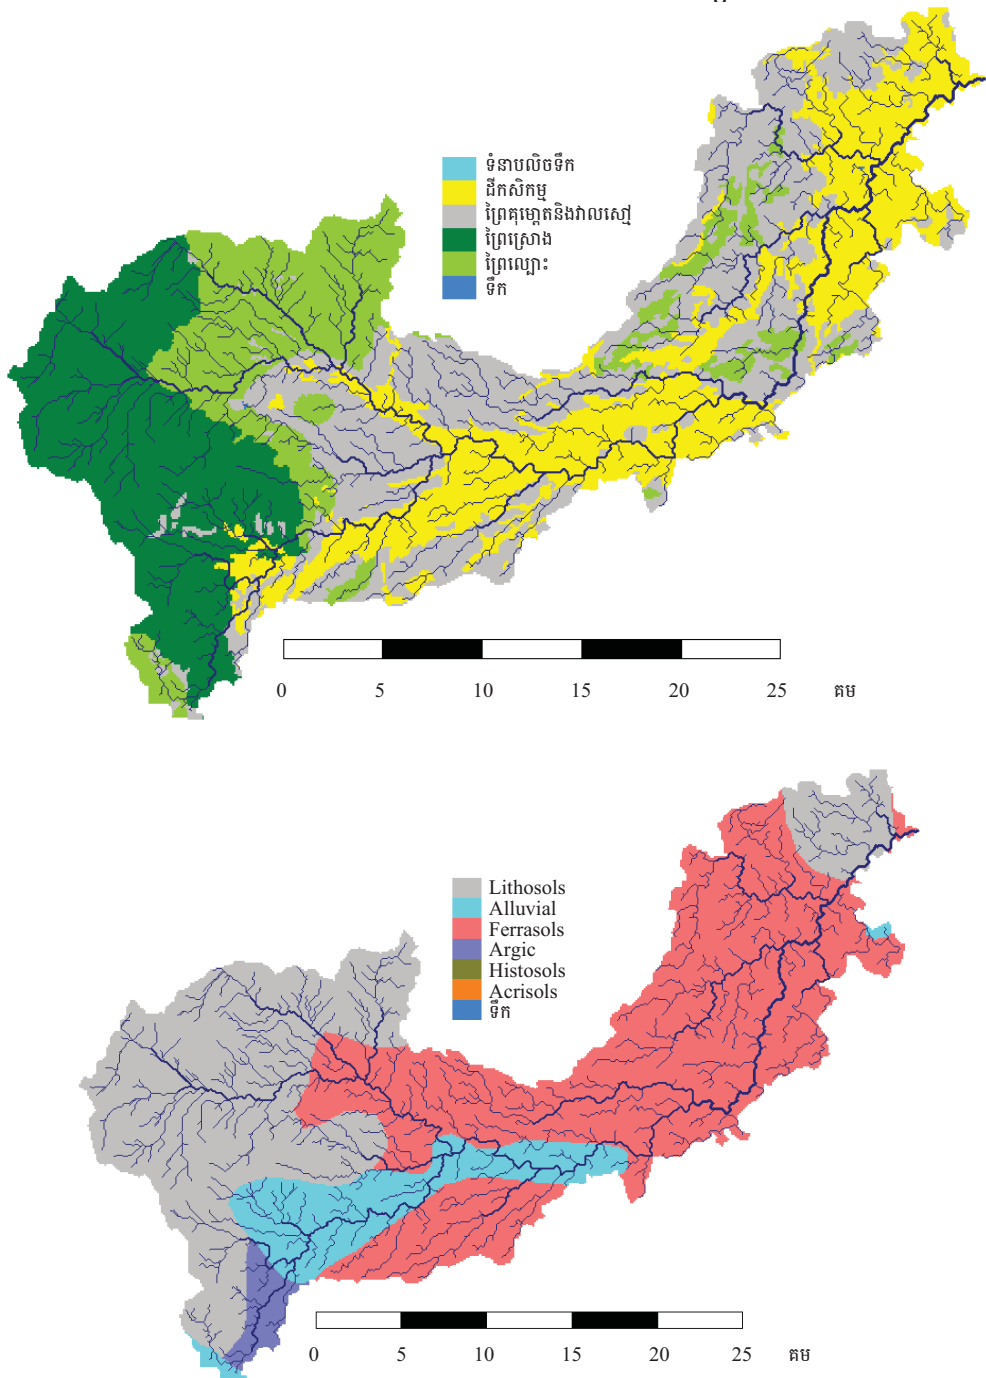 ទំនាបលិចទឹក
ដីកសិកម្ម
ព្រៃគុម្ពោតនិងវាលស្មៅ
ព្រៃស្រោង
ព្រៃល្បោះ
ទឹក
0 5 10 15 20 25 គម
Lithosols
Alluvial
Ferrasols
Argic
Histosols
Acrisols
ទឹក
0 5 10 15 20 25 គម